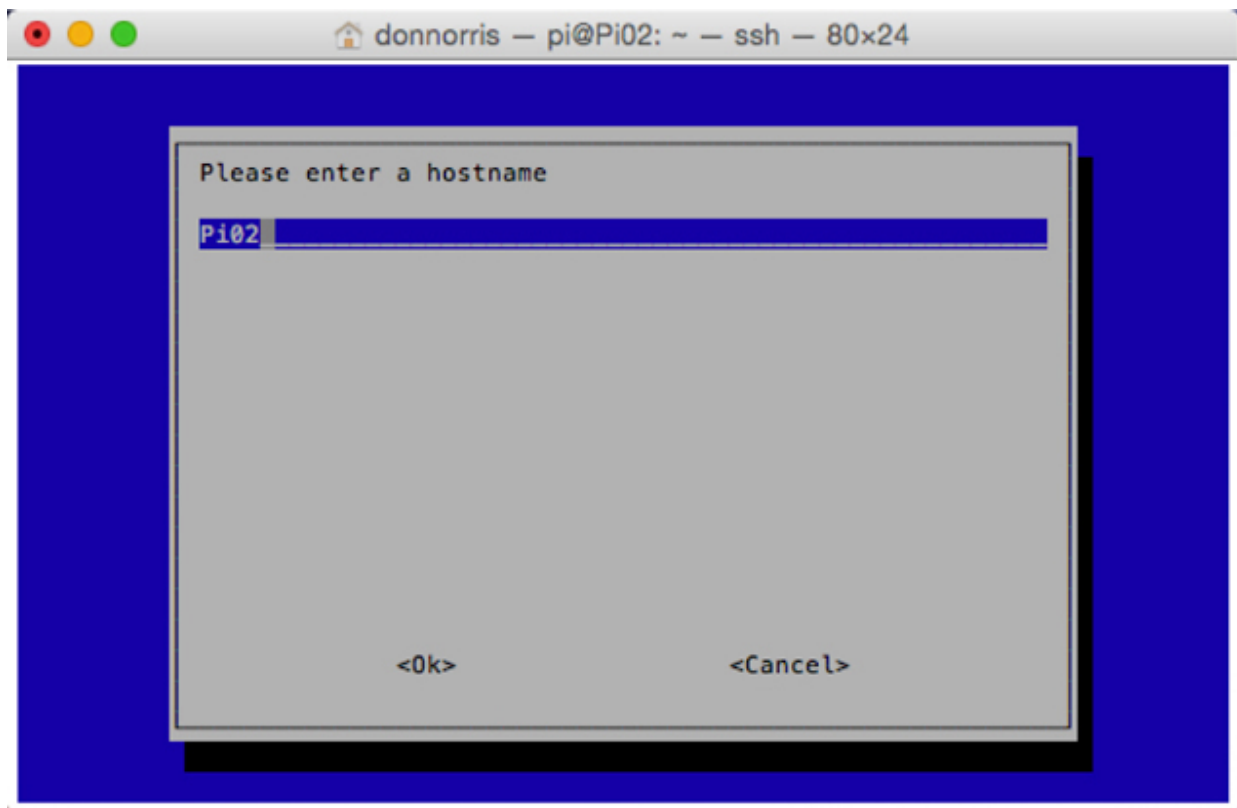 donnorris — pi@Pi02: ~ — ssh — 80×24
Please enter a hostname
Pi02
<Ok> <Cancel>